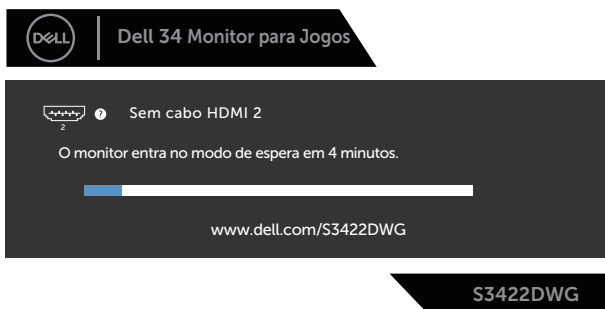 DELL
Dell 34 Monitor para Jogos
2
?
Sem cabo HDMI 2
O monitor entra no modo de espera em 4 minutos.
www.dell.com/S3422DWG
S3422DWG